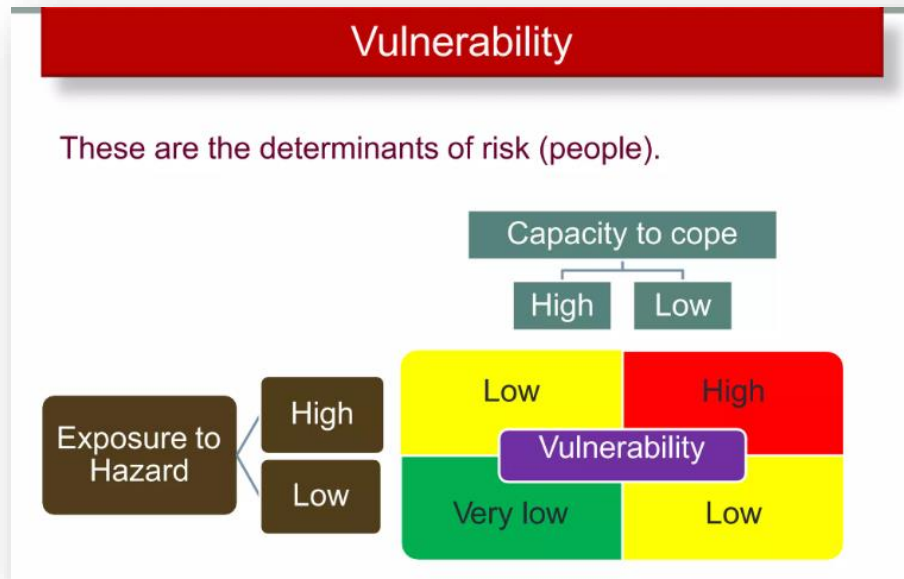 Vulnerability
These are the determinants of risk (people).
Capacity to cope
High
Low
Exposure to
Hazard
High
Low
Low
High
Vulnerability
Very low
Low